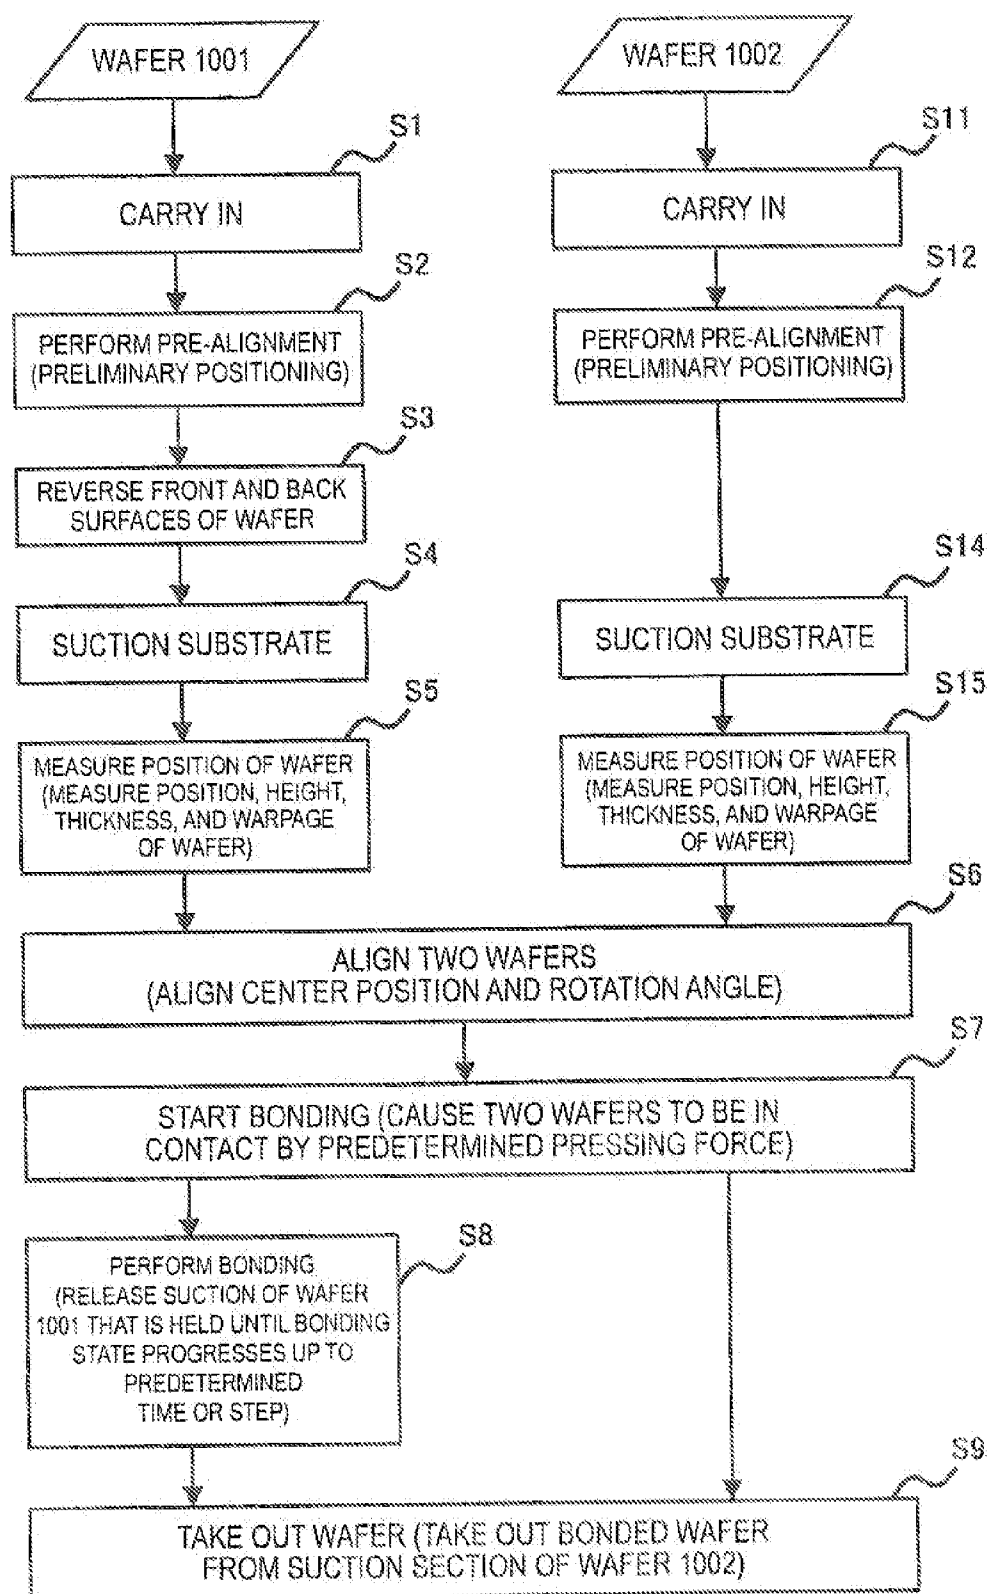 WAFER 1001
WAFER 1002
S1
S11
CARRY IN
CARRY IN
S2
S12
PERFORM PRE-ALIGNMENT
(PRELIMINARY POSITIONING)
PERFORM PRE-ALIGNMENT
(PRELIMINARY POSITIONING)
S3
REVERSE FRONT AND BACK
SURFACES OF WAFER
S4
S14
SUCTION SUBSTRATE
SUCTION SUBSTRATE
S5
S15
MEASURE POSITION OF WAFER
(MEASURE POSITION, HEIGHT,
THICKNESS, AND WARPAGE
OF WAFER)
MEASURE POSITION OF WAFER
(MEASURE POSITION, HEIGHT,
THICKNESS, AND WARPAGE
OF WAFER)
S6
ALIGN TWO WAFERS
(ALIGN CENTER POSITION AND ROTATION ANGLE)
S7
START BONDING (CAUSE TWO WAFERS TO BE IN
CONTACT BY PREDETERMINED PRESSING FORCE)
S8
PERFORM BONDING
(RELEASE SUCTION OF WAFER
1001 THAT IS HELD UNTIL BONDING
STATE PROGRESSES UP TO
PREDETERMINED
TIME OR STEP)
S9
TAKE OUT WAFER (TAKE OUT BONDED WAFER
FROM SUCTION SECTION OF WAFER 1002)